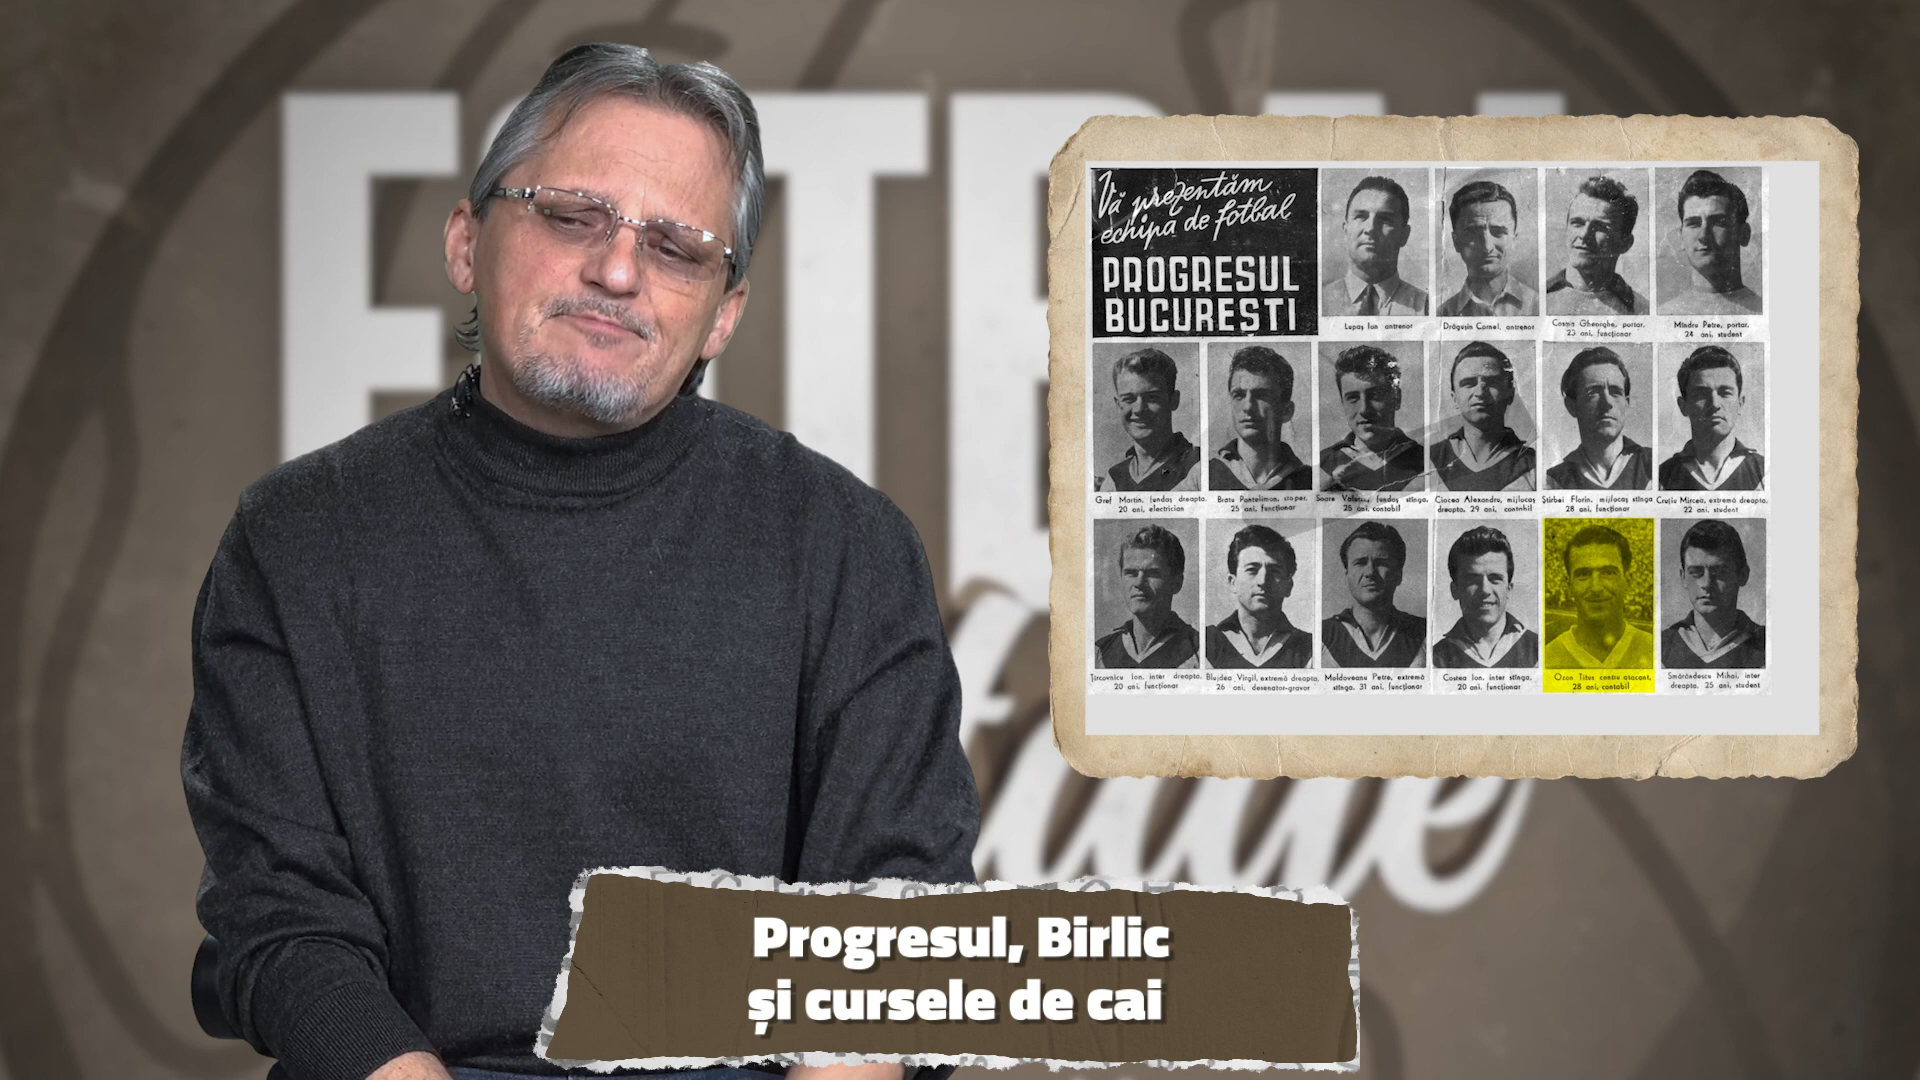 Vă prezentăm
echipa de fotbal
PROGRESUL
BUCUREȘTI
Lupaș Ion antrenor
Drăgușin Cornel, antrenor
Cosma Gheorghe, portar,
23 ani, funcționar
Mîndru Petre, portar,
24 ani, student
Gref Martin, fundaș dreapta,
20 ani, electrician
Bratu Pantelimon, stoper,
25 ani, funcționar
Soare fundaș stînga,
25 ani, contabil
Ciocea Alexandru, mijlocaș
dreapta, 29 ani, contabil
Știrbei Florin, mijlocaș stînga
28 ani, funcționar
Cruțiu Mircea, extremă dreapta,
22 ani, student
Țîrcovnicu Ion, inter dreapta,
20 ani, funcționar
Blujdea Virgil, extremă dreapta,
26 ani, desenator-gravor
Moldoveanu Petre, extremă
stînga, 31 ani, funcționar
Costea Ion, inter stînga,
20 ani, funcționar
Ozon Titus centru atacant,
28 ani, contabil
Smărăndescu Mihai, inter
dreapta, 25 ani, student
Progresul, Birlic
și cursele de cai